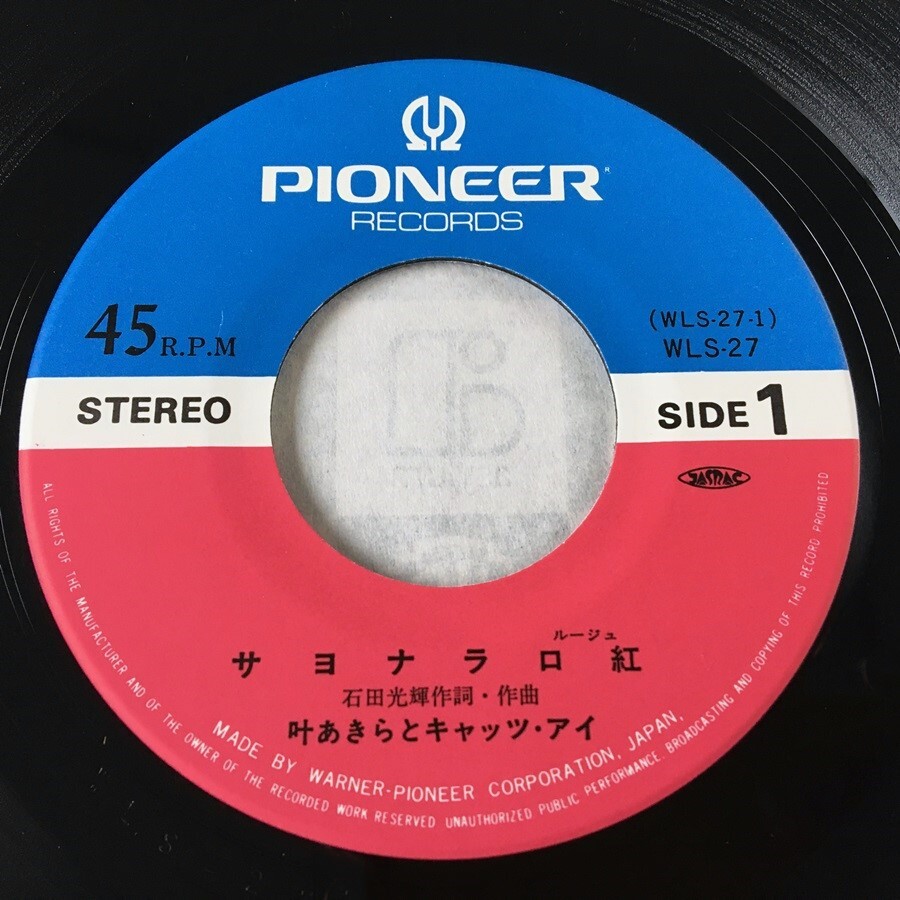 PIONEER®
RECORDS
45 R.P.M
(WLS-27-1)
WLS-27
STEREO
SIDE 1
JASRAC
ルージュ
サヨナラ口紅
石田光輝作詞・作曲
叶あきらとキャッツ・アイ
MADE BY WARNER-PIONEER CORPORATION, JAPAN,
ALL RIGHTS OF THE MANUFACTURER AND OF THE OWNER OF THE RECORDED WORK RESERVED UNAUTHORIZED PUBLIC PERFORMANCE. BROADCASTING AND COPYING OF THIS RECORD PROHIBITED